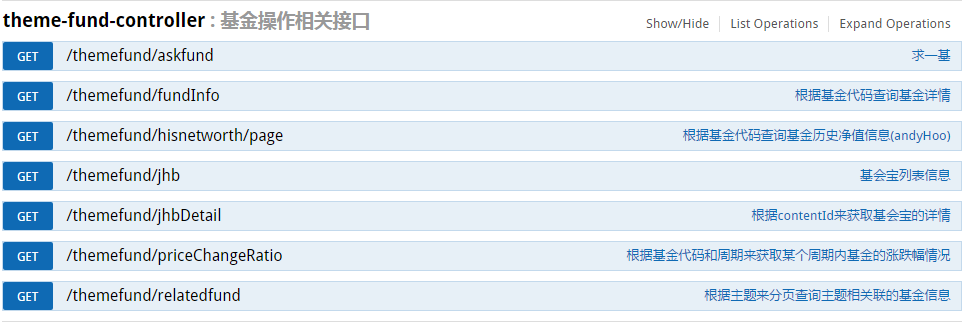 theme-fund-controller : 基金操作相关接口 Show/Hide List Operations Expand Operations
GET /themefund/askfund 求一基
GET /themefund/fundInfo 根据基金代码查询基金详情
GET /themefund/hisnetworth/page 根据基金代码查询基金历史净值信息(andyHoo)
GET /themefund/jhb 基会宝列表信息
GET /themefund/jhbDetail 根据contentId来获取基会宝的详情
GET /themefund/priceChangeRatio 根据基金代码和周期来获取某个周期内基金的涨跌幅情况
GET /themefund/relatedfund 根据主题来分页查询主题相关联的基金信息